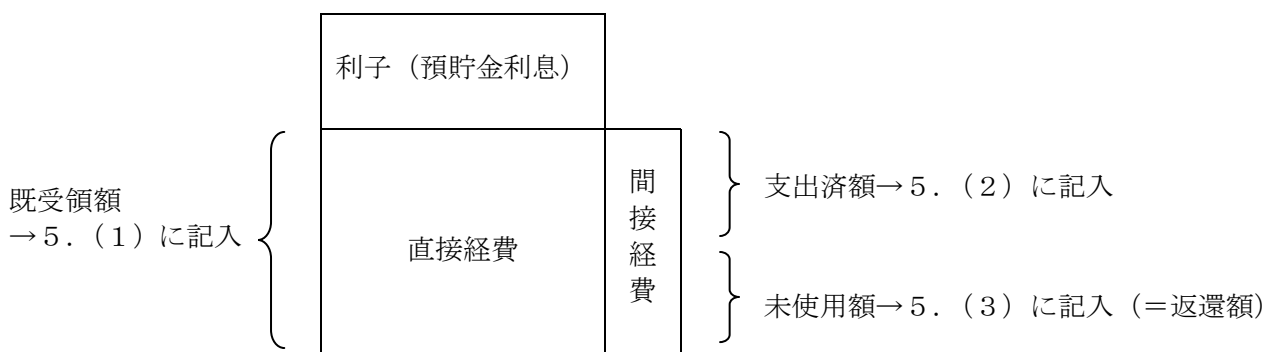 利子（預貯金利息）
既受領額
→５．（１）に記入
直接経費
間接経費
支出済額→５．（２）に記入
未使用額→５．（３）に記入（＝返還額）